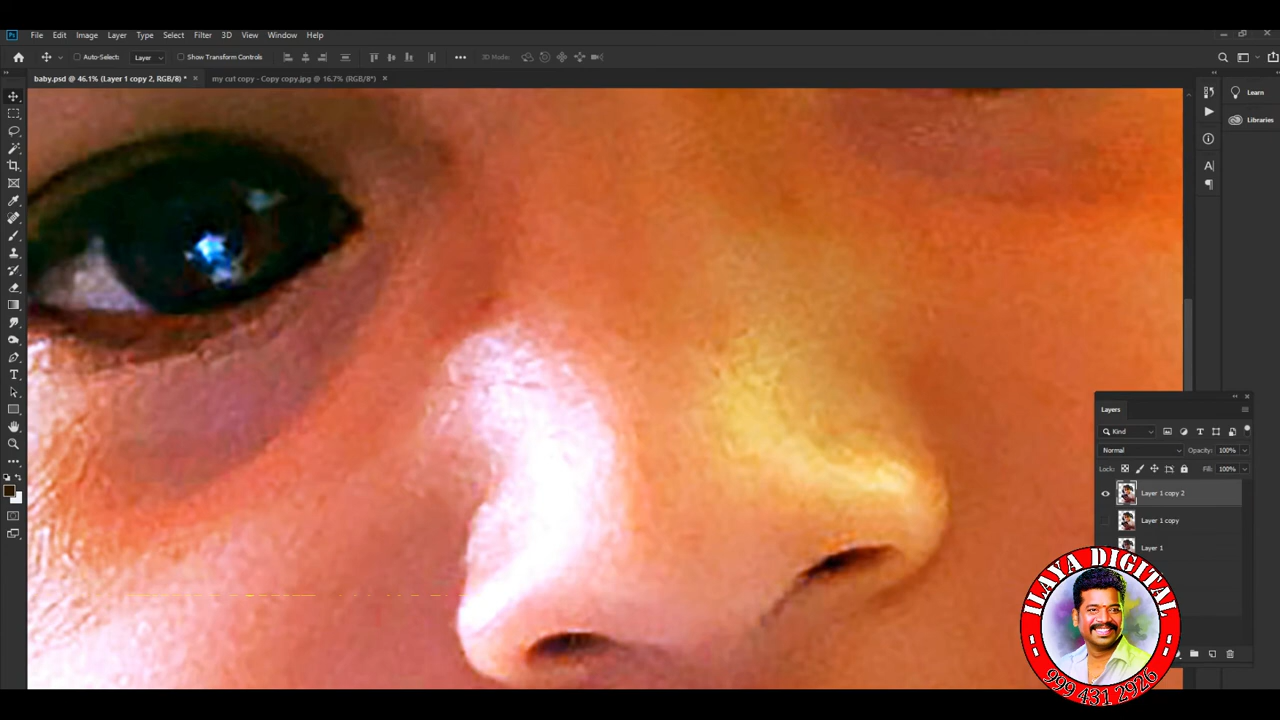 Ps File Edit Image Layer Type Select Filter 3D View Window Help
Auto-Select: Layer Show Transform Controls 3D Mode:
baby.psd @ 46.1% (Layer 1 copy 2, RGB/8) * × my cut copy - Copy copy.jpg @ 16.7% (RGB/8*) ×
Learn
Libraries
Layers
Kind
Normal Opacity: 100%
Lock: Fill: 100%
Layer 1 copy 2
Layer 1 copy
Layer 1
ILAYA DIGITAL
999 431 2926